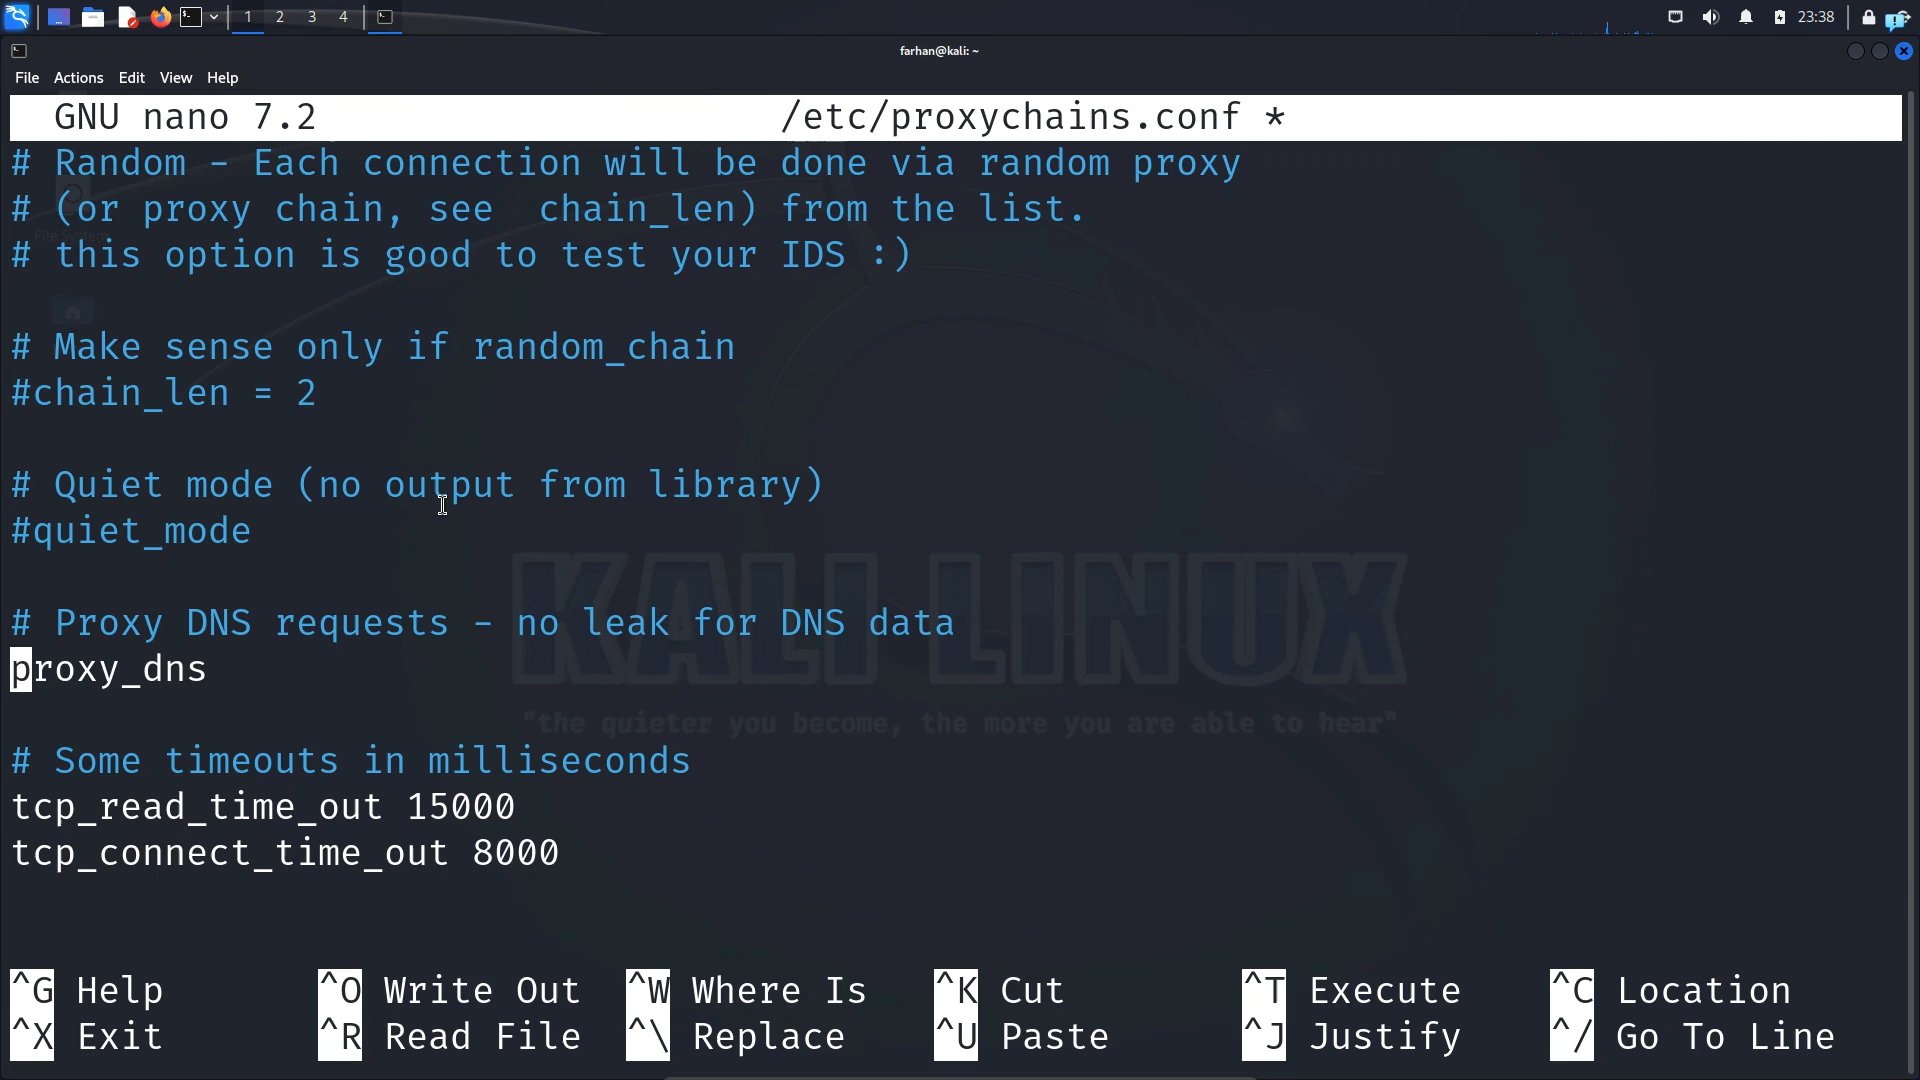 1 2 3 4 23:38
farhan@kali: ~
File Actions Edit View Help
GNU nano 7.2 /etc/proxychains.conf *
# Random - Each connection will be done via random proxy
# (or proxy chain, see  chain_len) from the list.
# this option is good to test your IDS :)
File System
# Make sense only if random_chain
#chain_len = 2
# Quiet mode (no output from library)
#quiet_mode
KALI LINUX
# Proxy DNS requests - no leak for DNS data
proxy_dns
"the quieter you become, the more you are able to hear"
# Some timeouts in milliseconds
tcp_read_time_out 15000
tcp_connect_time_out 8000
^G Help ^O Write Out ^W Where Is ^K Cut ^T Execute ^C Location
^X Exit ^R Read File ^\ Replace ^U Paste ^J Justify ^/ Go To Line